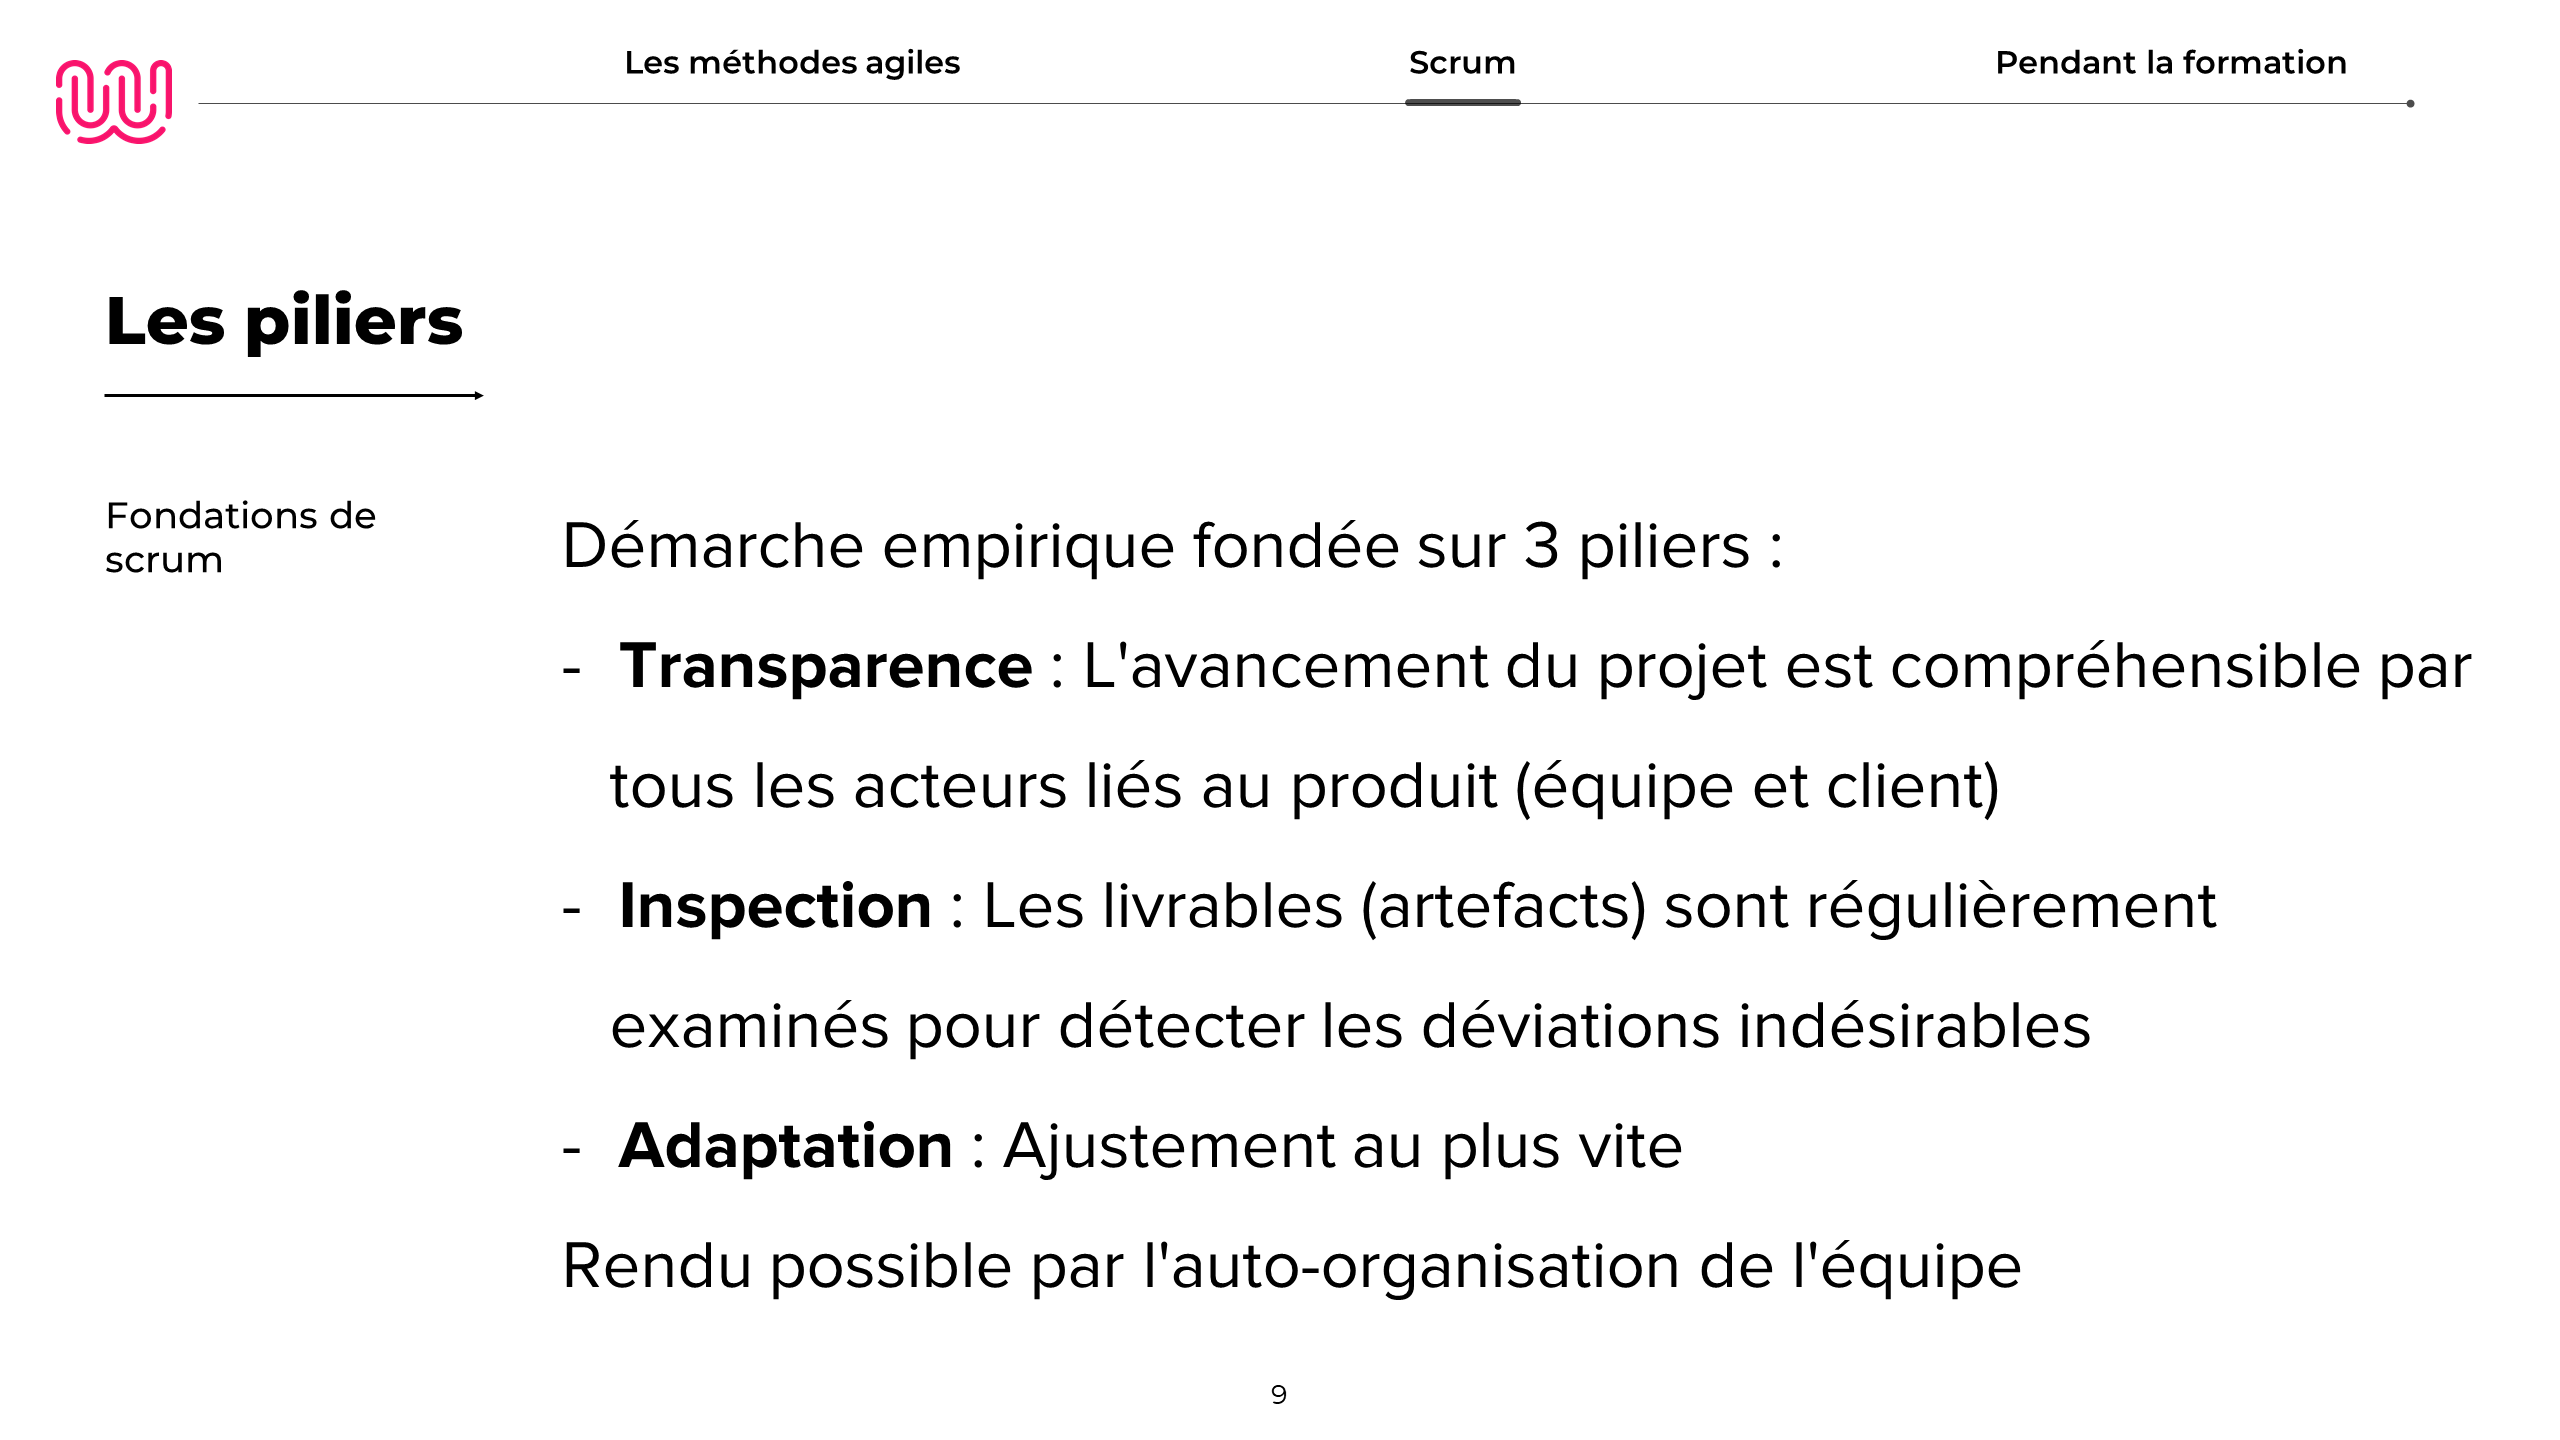 Les méthodes agiles
Scrum
Pendant la formation
Les piliers
Fondations de
scrum
Démarche empirique fondée sur 3 piliers :
- Transparence : L'avancement du projet est compréhensible par
tous les acteurs liés au produit (équipe et client)
- Inspection : Les livrables (artefacts) sont régulièrement
examinés pour détecter les déviations indésirables
- Adaptation : Ajustement au plus vite
Rendu possible par l'auto-organisation de l'équipe
9